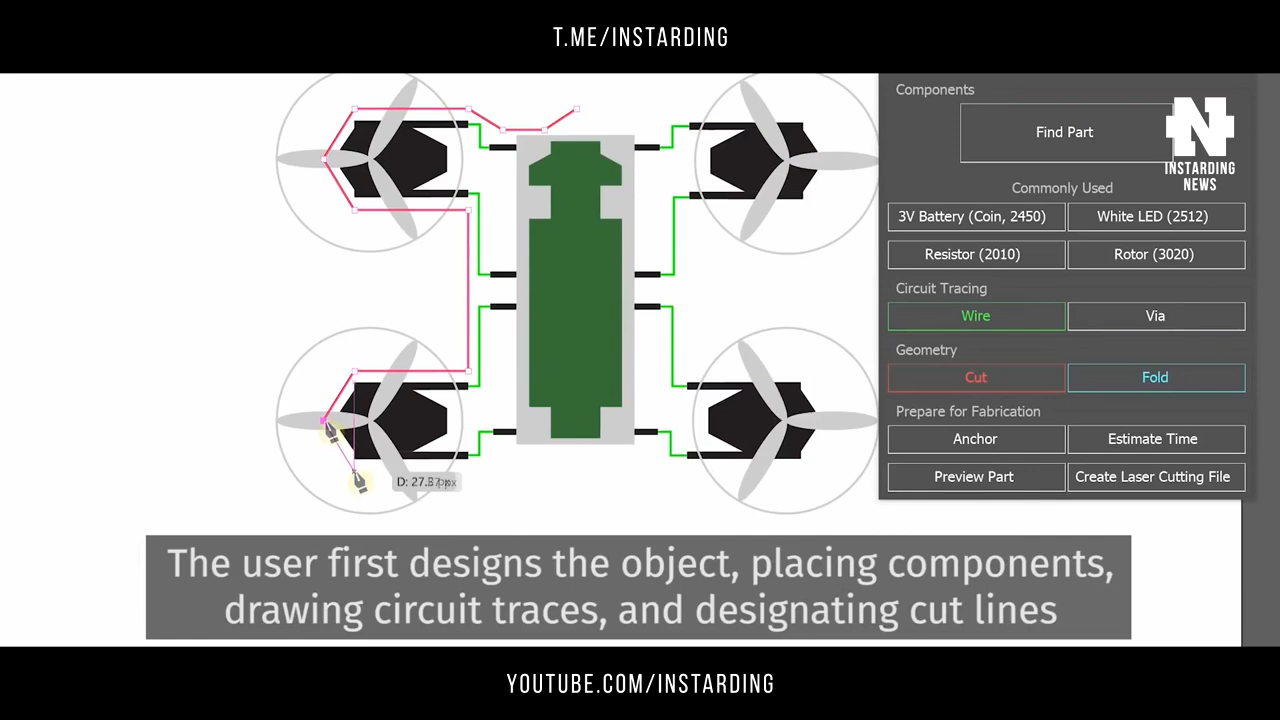 T.ME/INSTARDING
Components
Find Part
INSTARDING
NEWS
Commonly Used
3V Battery (Coin, 2450)
White LED (2512)
Resistor (2010)
Rotor (3020)
Circuit Tracing
Wire
Via
Geometry
Cut
Fold
Prepare for Fabrication
Anchor
Estimate Time
Preview Part
Create Laser Cutting File
The user first designs the object, placing components,
drawing circuit traces, and designating cut lines
YOUTUBE.COM/INSTARDING